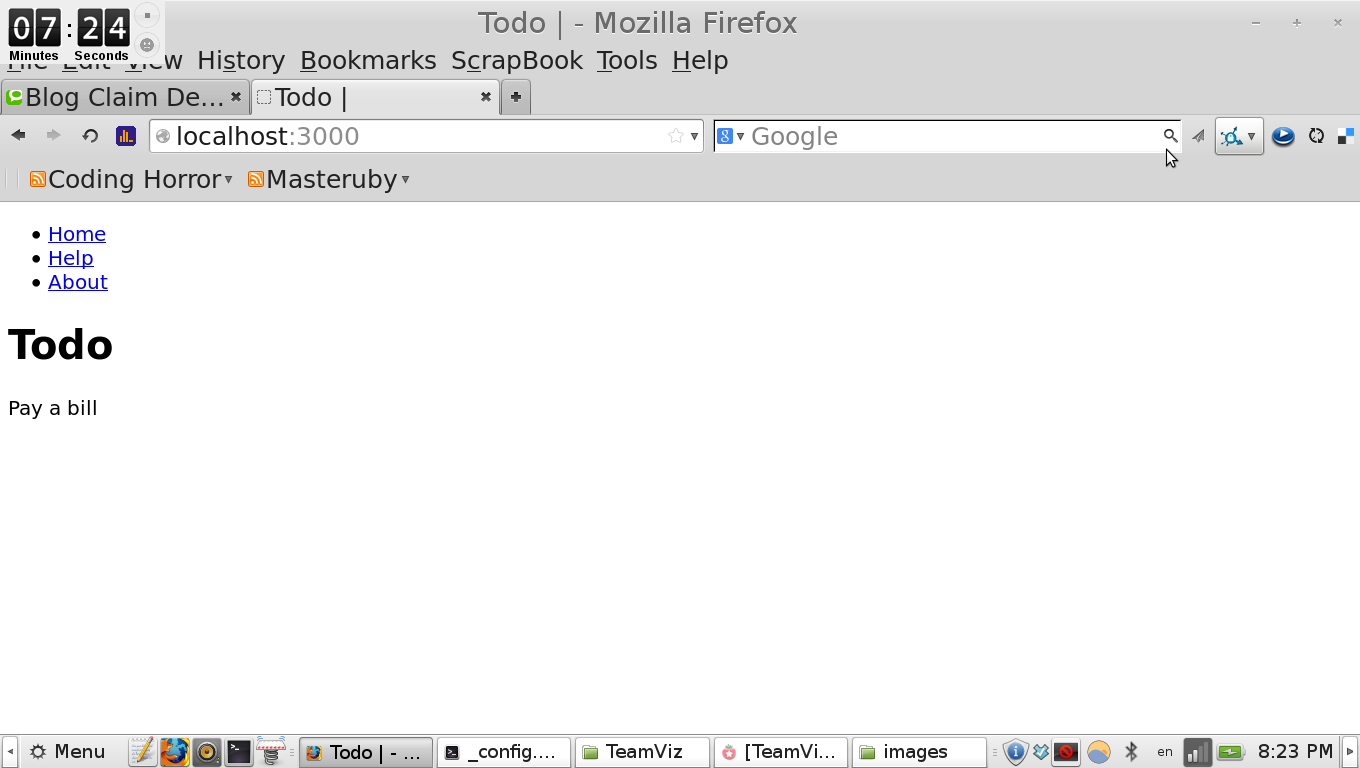 07:24
Minutes Seconds
Todo | - Mozilla Firefox
File Edit View History Bookmarks ScrapBook Tools Help
Blog Claim De...
Todo |
localhost:3000
Google
Coding Horror
Masteruby
Home
Help
About
Todo
Pay a bill
Menu
Todo | - ...
_config....
TeamViz
[TeamVi...
images
en
8:23 PM